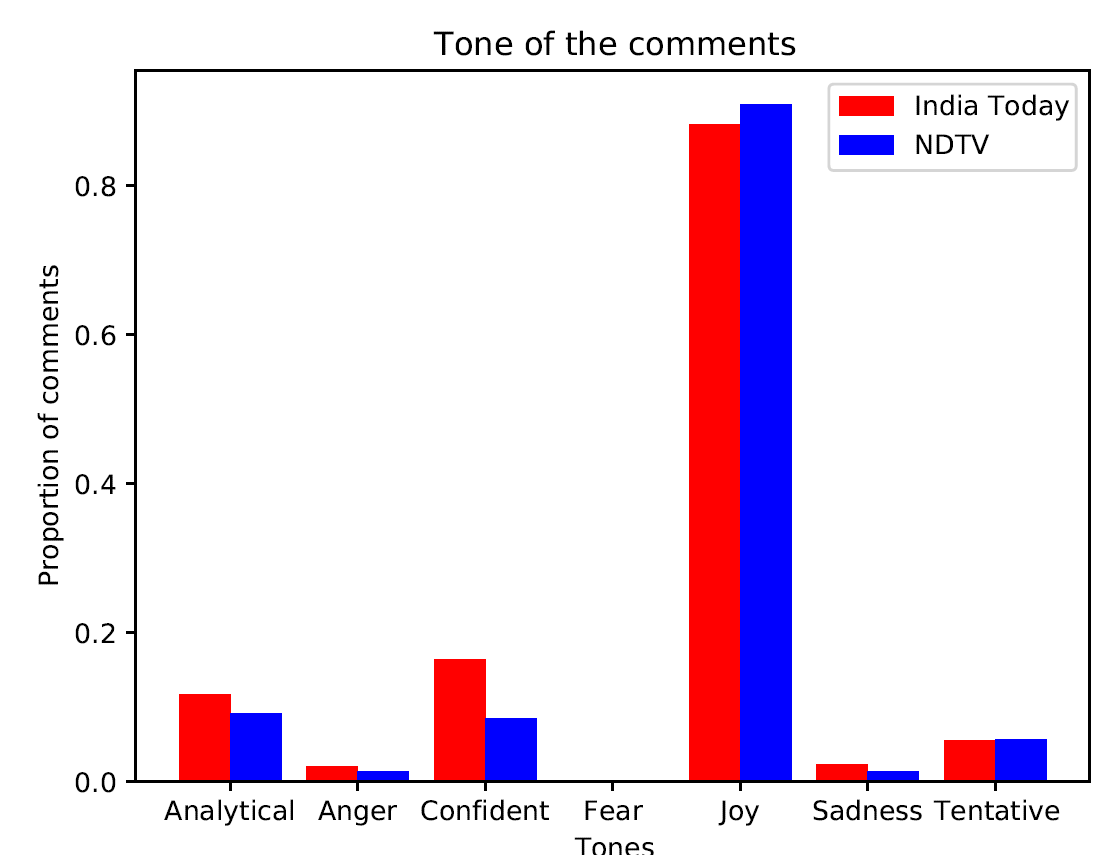 Tone of the comments
India Today
NDTV
Proportion of comments
0.8
0.6
0.4
0.2
0.0
Analytical Anger Confident Fear Joy Sadness Tentative
Tones